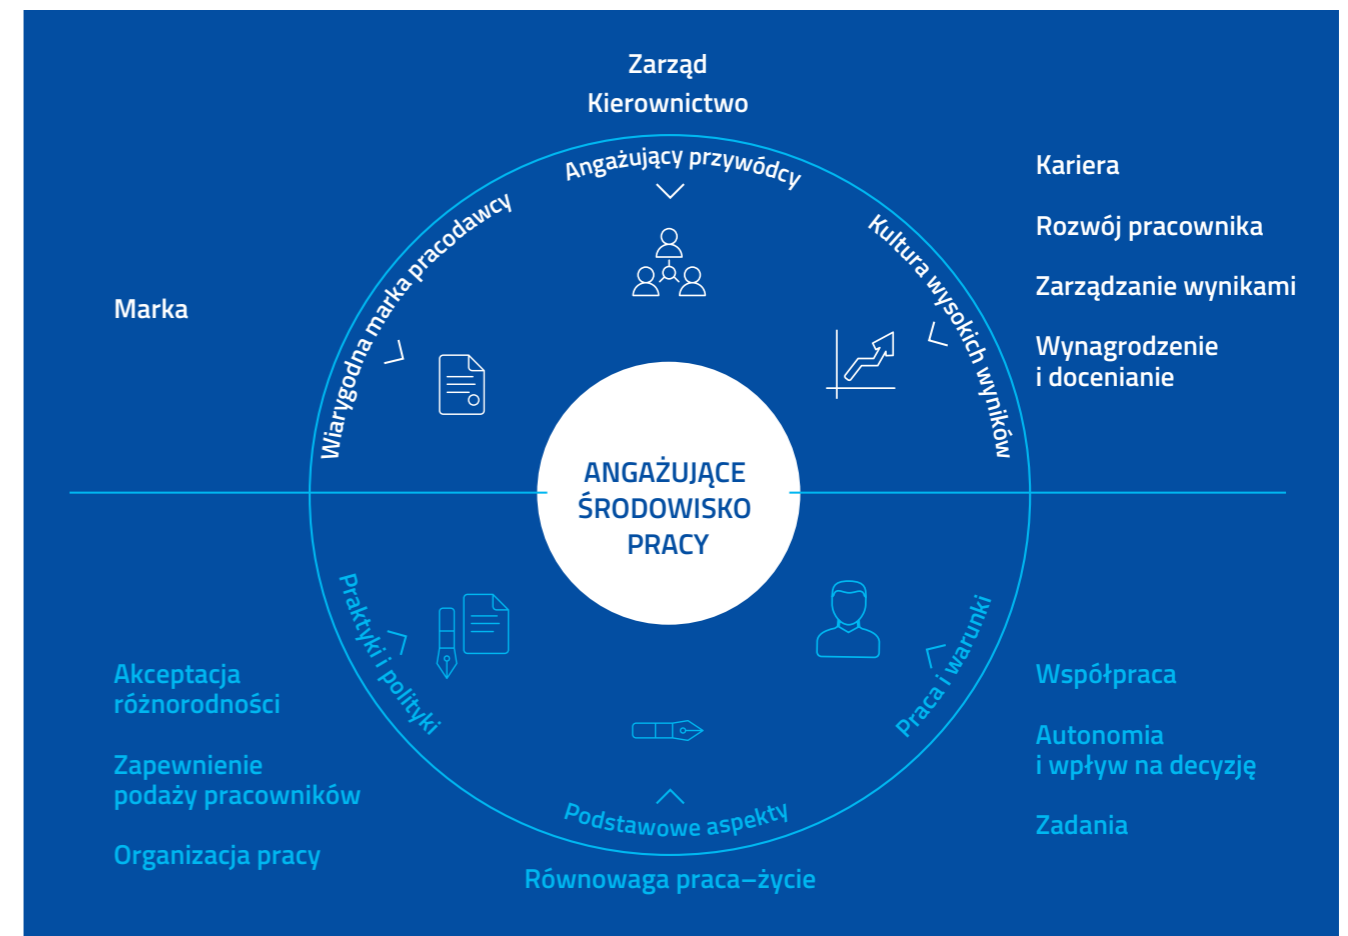 Zarząd
Kierownictwo
Angażujący przywódcy
Wiarygodna marka pracodawcy
Kultura wysokich wyników
Marka
Kariera
Rozwój pracownika
Zarządzanie wynikami
Wynagrodzenie
i docenianie
ANGAŻUJĄCE
ŚRODOWISKO
PRACY
Praktyki i polityki
Praca i warunki
Podstawowe aspekty
Akceptacja
różnorodności
Zapewnienie
podaży pracowników
Organizacja pracy
Współpraca
Autonomia
i wpływ na decyzję
Zadania
Równowaga praca–życie